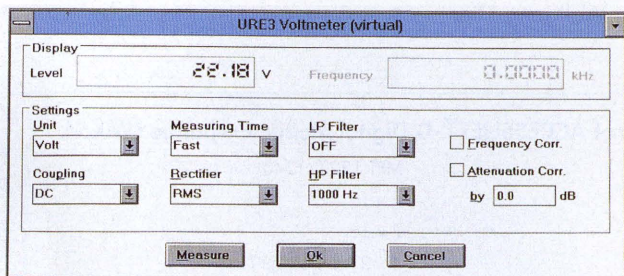 URE3 Voltmeter (virtual)
Display
Level 22.18 V Frequency 0.0000 kHz
Settings
Unit Measuring Time LP Filter
Volt Fast OFF
Frequency Corr.
Coupling Rectifier HP Filter
Attenuation Corr.
DC RMS 1000 Hz
by 0.0 dB
Measure Ok Cancel